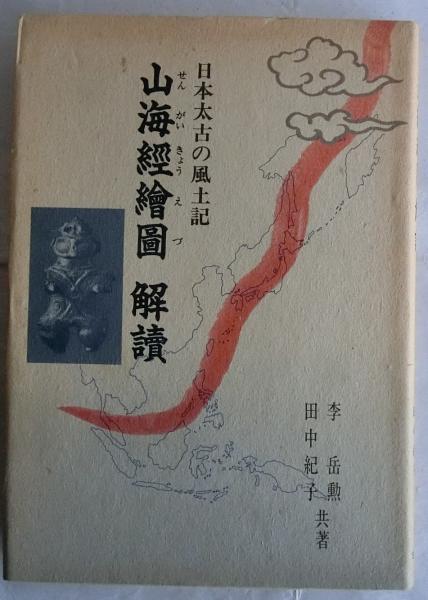 日本太古の風土記
山海經繪圖 解讀
せんがいきょうえづ
李岳勲
田中紀子
共著